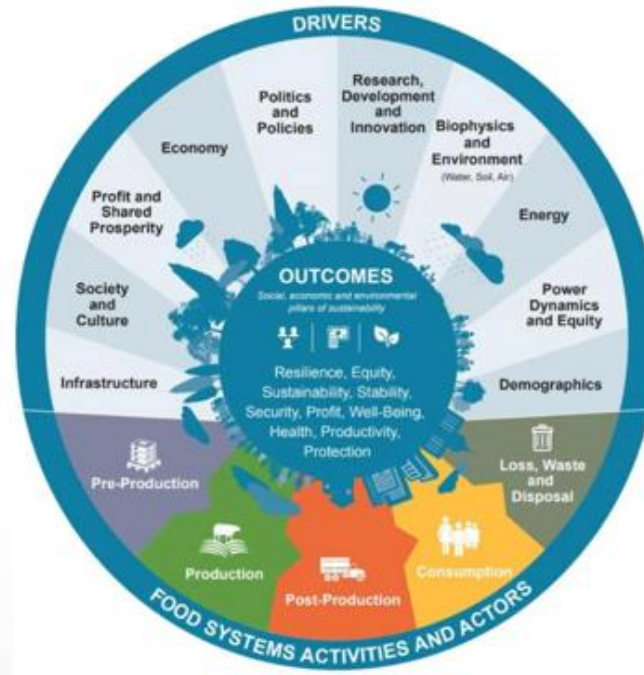 DRIVERS
Infrastructure
Society
and
Culture
Profit and
Shared
Prosperity
Economy
Politics
and
Policies
Research,
Development
and
Innovation
Biophysics
and
Environment
(Water, Soil, Air)
Energy
Power
Dynamics
and Equity
Demographics
OUTCOMES
Social, economic and environmental
pillars of sustainability
Resilience, Equity,
Sustainability, Stability,
Security, Profit, Well-Being,
Health, Productivity,
Protection
Pre-Production
Production
Post-Production
Consumption
Loss, Waste
and
Disposal
FOOD SYSTEMS ACTIVITIES AND ACTORS